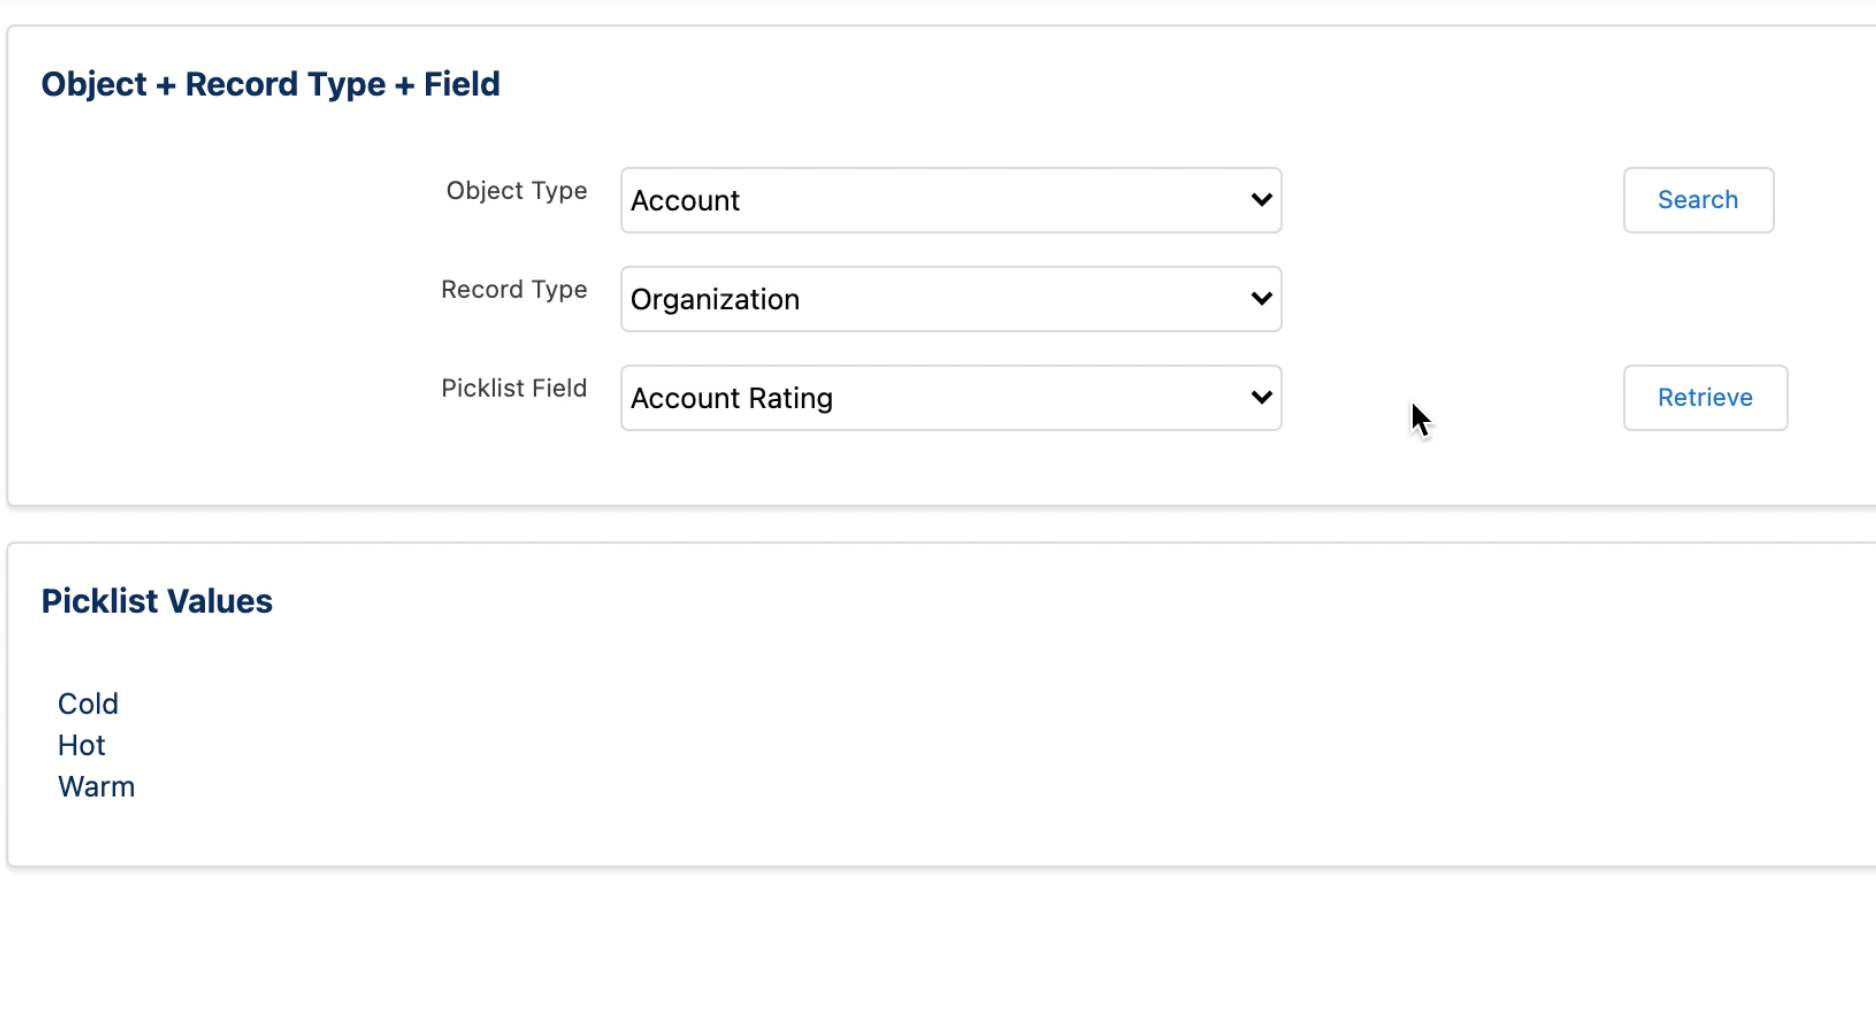 Object + Record Type + Field
Object Type
Account
Search
Record Type
Organization
Picklist Field
Account Rating
Retrieve
Picklist Values
Cold
Hot
Warm